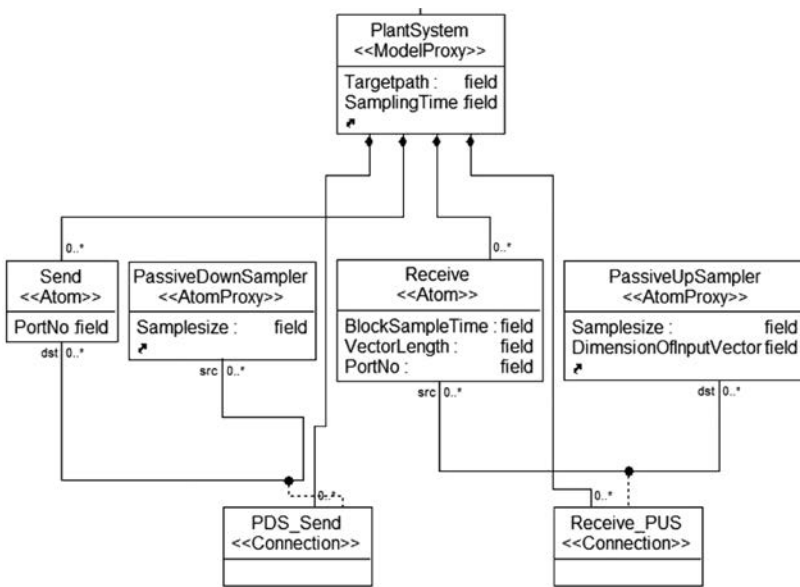 PlantSystem
<<ModelProxy>>
Targetpath : field
SamplingTime : field
0..*
0..*
Send
<<Atom>>
PortNo : field
PassiveDownSampler
<<AtomProxy>>
Samplesize : field
Receive
<<Atom>>
BlockSampleTime : field
VectorLength : field
PortNo : field
PassiveUpSampler
<<AtomProxy>>
Samplesize : field
DimensionOfInputVector : field
dst 0..*
src 0..*
src 0..*
dst 0..*
0..*
0..*
PDS_Send
<<Connection>>
Receive_PUS
<<Connection>>